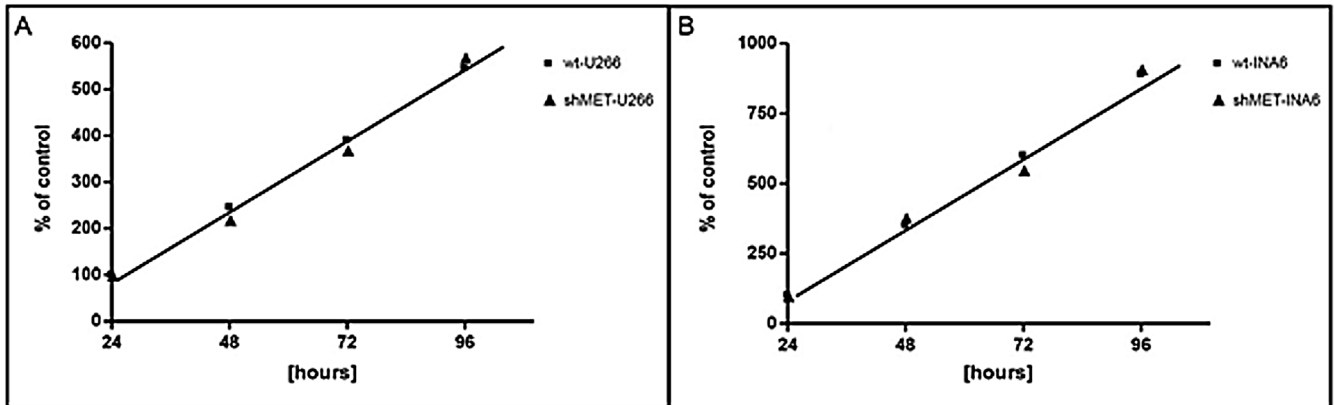 A
600
500
400
300
200
100
0
% of control
24 48 72 96
[hours]
wt-U266
shMET-U266
B
1000
750
500
250
0
% of control
24 48 72 96
[hours]
wt-INA6
shMET-INA6